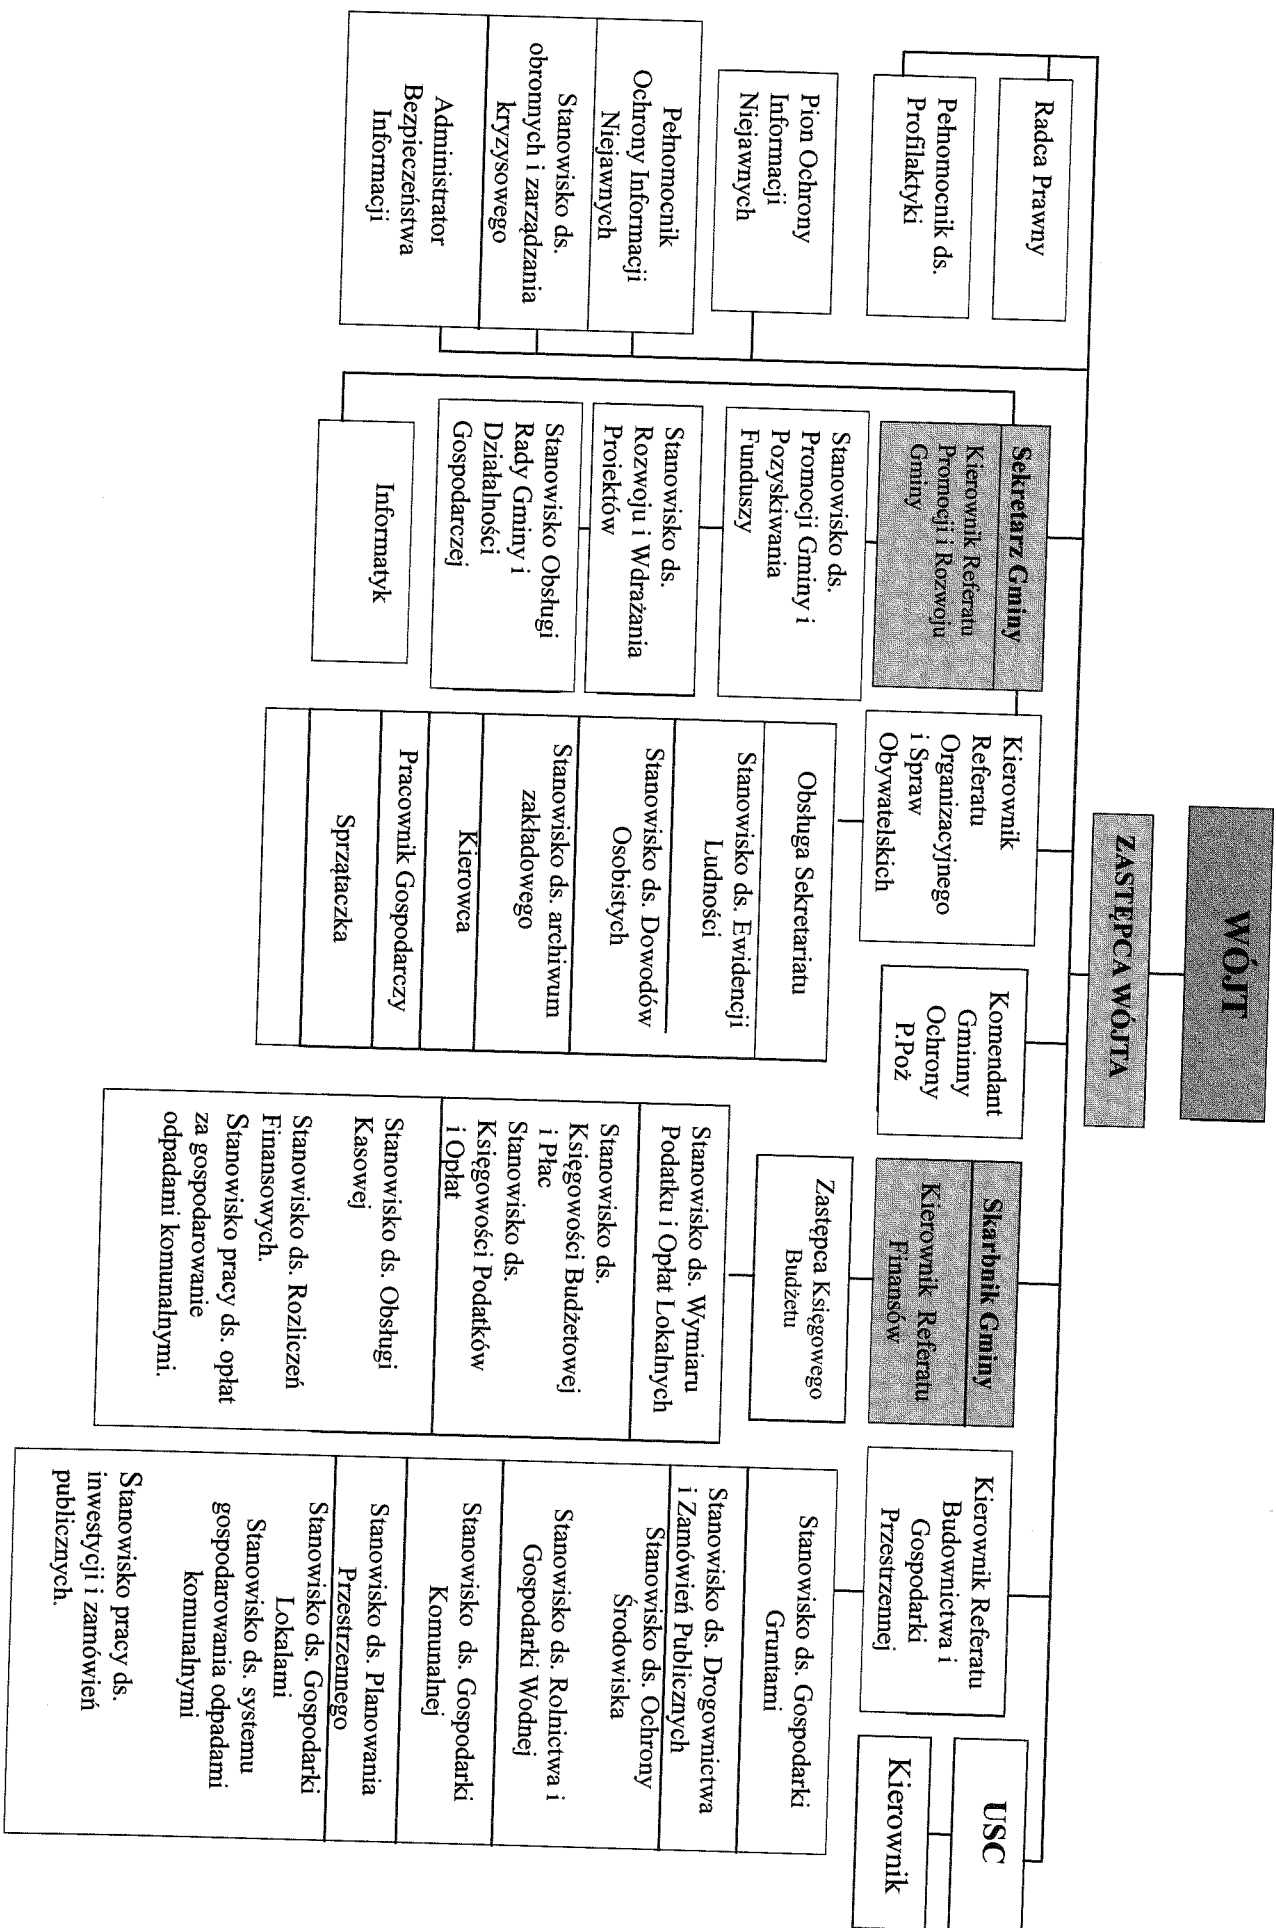 WÓJT
ZASTĘPCA WÓJTA
Radca Prawny
Pełnomocnik ds.
Profilaktyki
Pion Ochrony
Informacji
Niejawnych
Pełnomocnik
Ochrony Informacji
Niejawnych
Stanowisko ds.
obronnych i zarządzania
kryzysowego
Administrator
Bezpieczeństwa
Informacji
Sekretarz Gminy
Kierownik Referatu
Promocji i Rozwoju
Gminy
Stanowisko ds.
Promocji Gminy i
Pozyskiwania
Funduszy
Stanowisko ds.
Rozwoju i Wdrażania
Projektów
Stanowisko Obsługi
Rady Gminy i
Działalności
Gospodarczej
Informatyk
Kierownik
Referatu
Organizacyjnego
i Spraw
Obywatelskich
Obsługa Sekretariatu
Stanowisko ds. Ewidencji
Ludności
Stanowisko ds. Dowodów
Osobistych
Stanowisko ds. archiwum
zakładowego
Kierowca
Pracownik Gospodarczy
Sprzątaczka
Komendant
Gminny
Ochrony
P.Poż
Skarbnik Gminy
Kierownik Referatu
Finansów
Zastępca Księgowego
Budżetu
Stanowisko ds. Wymiaru
Podatku i Opłat Lokalnych
Stanowisko ds.
Księgowości Budżetowej
i Płac
Stanowisko ds.
Księgowości Podatków
i Opłat
Stanowisko ds. Obsługi
Kasowej
Stanowisko ds. Rozliczeń
Finansowych.
Stanowisko pracy ds. opłat
za gospodarowanie
odpadami komunalnymi.
Kierownik Referatu
Budownictwa i
Gospodarki
Przestrzennej
Stanowisko ds. Gospodarki
Gruntami
Stanowisko ds. Drogownictwa
i Zamówień Publicznych
Stanowisko ds. Ochrony
Środowiska
Stanowisko ds. Rolnictwa i
Gospodarki Wodnej
Stanowisko ds. Gospodarki
Komunalnej
Stanowisko ds. Planowania
Przestrzennego
Stanowisko ds. Gospodarki
Lokalami
Stanowisko ds. systemu
gospodarowania odpadami
komunalnymi
Stanowisko pracy ds.
inwestycji i zamówień
publicznych.
USC
Kierownik